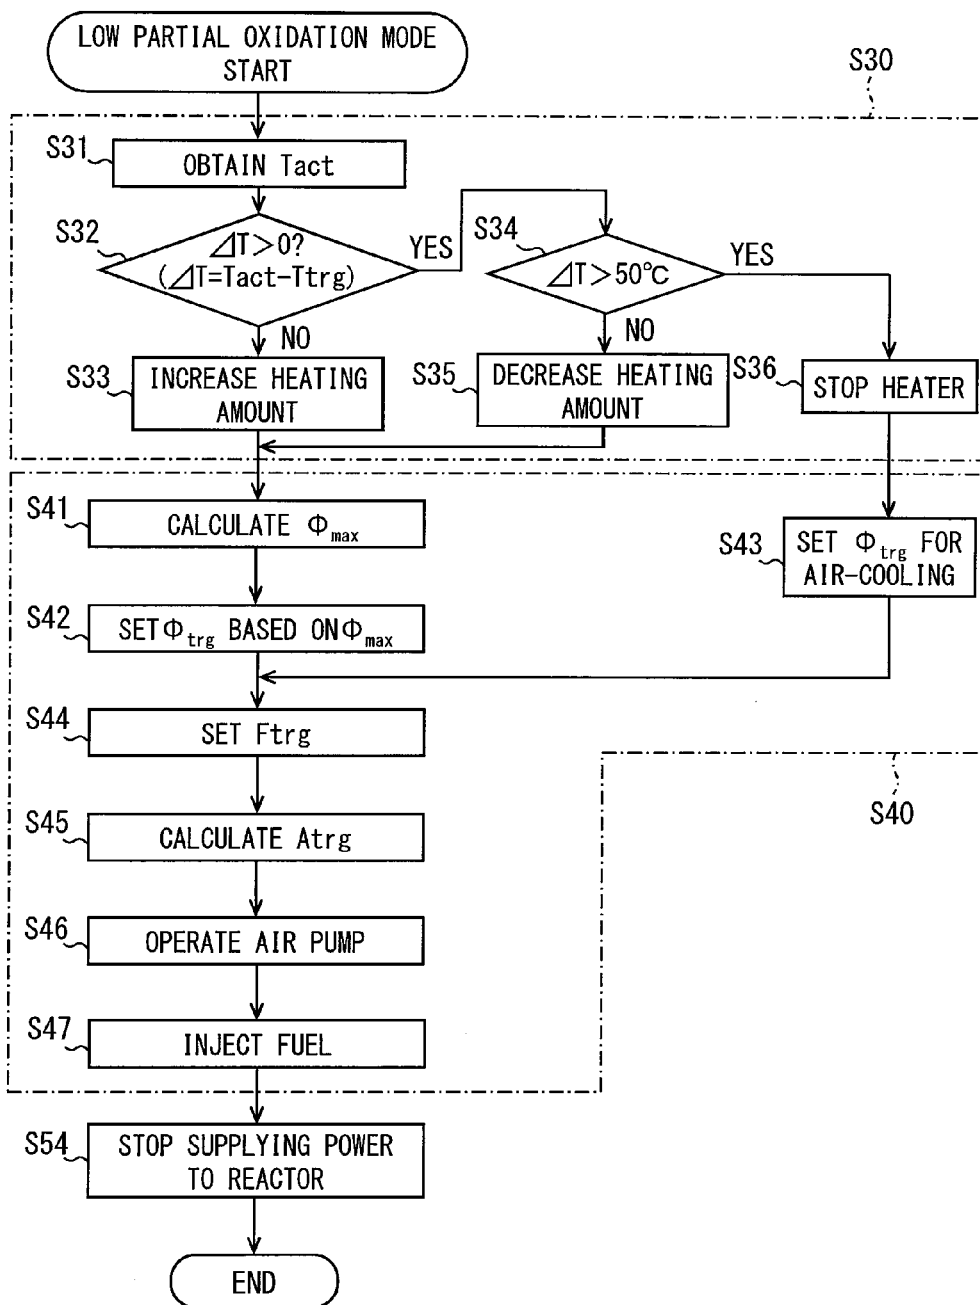 LOW PARTIAL OXIDATION MODE
START
S30
S31
OBTAIN Tact
S32
⊿T>0?
(⊿T=Tact-Ttrg)
YES
NO
S34
⊿T>50℃
YES
NO
S33
INCREASE HEATING
AMOUNT
S35
DECREASE HEATING
AMOUNT
S36
STOP HEATER
S41
CALCULATE Φmax
S43
SET Φtrg FOR
AIR-COOLING
S42
SET Φtrg BASED ON Φmax
S44
SET Ftrg
S40
S45
CALCULATE Atrg
S46
OPERATE AIR PUMP
S47
INJECT FUEL
S54
STOP SUPPLYING POWER
TO REACTOR
END